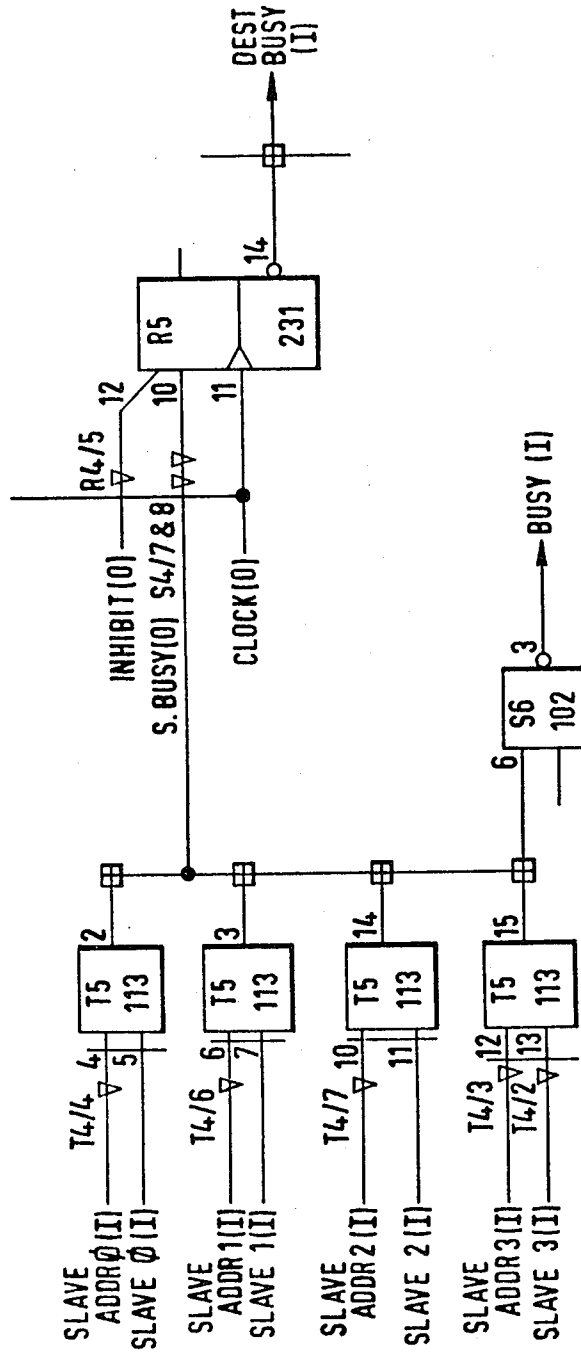 SLAVE
ADDRØ(I)
SLAVE Ø(I)
T4/4
4
5
T5
113
2
SLAVE
ADDR1(I)
SLAVE 1(I)
T4/6
6
7
T5
113
3
SLAVE
ADDR2(I)
SLAVE 2(I)
T4/7
10
11
T5
113
14
SLAVE
ADDR3(I)
SLAVE 3(I)
T4/3
T4/2
12
13
T5
113
15
INHIBIT(0)
R4/5
12
S.BUSY(0) S4/7&8
10
CLOCK(0)
11
R5
231
14
DEST
BUSY
(I)
6
S6
102
3
BUSY (I)